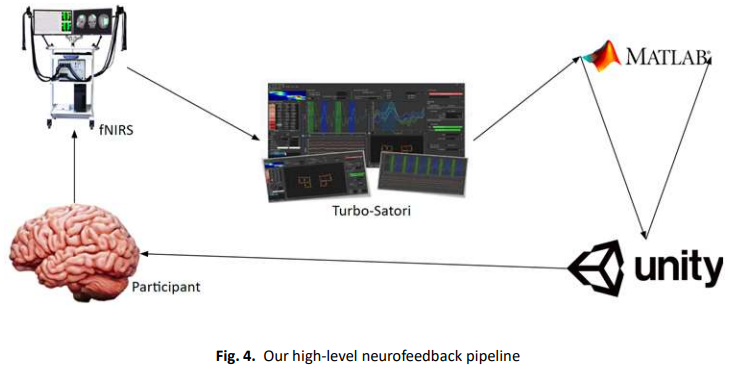 MATLAB®
fNIRS
Turbo-Satori
unity
Participant
Fig. 4. Our high-level neurofeedback pipeline